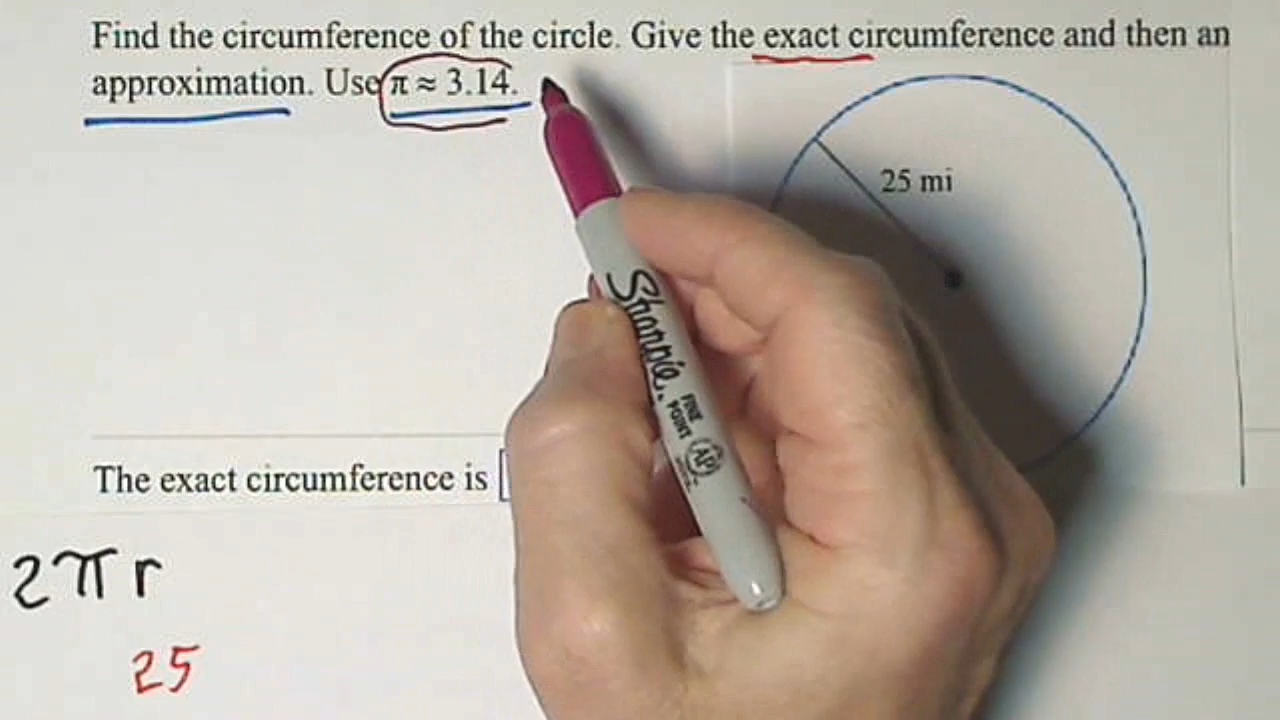 Find the circumference of the circle. Give the exact circumference and then an
approximation. Use π ≈ 3.14.
25 mi
Sharpie.
FINE
POINT
AP
The exact circumference is
2πr
25